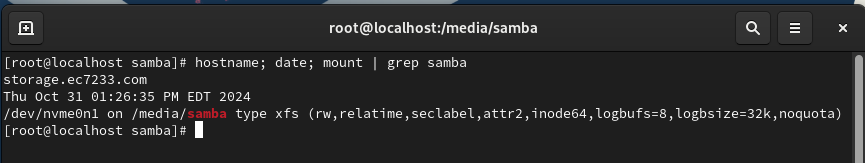 root@localhost:/media/samba
[root@localhost samba]# hostname; date; mount | grep samba
storage.ec7233.com
Thu Oct 31 01:26:35 PM EDT 2024
/dev/nvme0n1 on /media/samba type xfs (rw,relatime,seclabel,attr2,inode64,logbufs=8,logbsize=32k,noquota)
[root@localhost samba]#